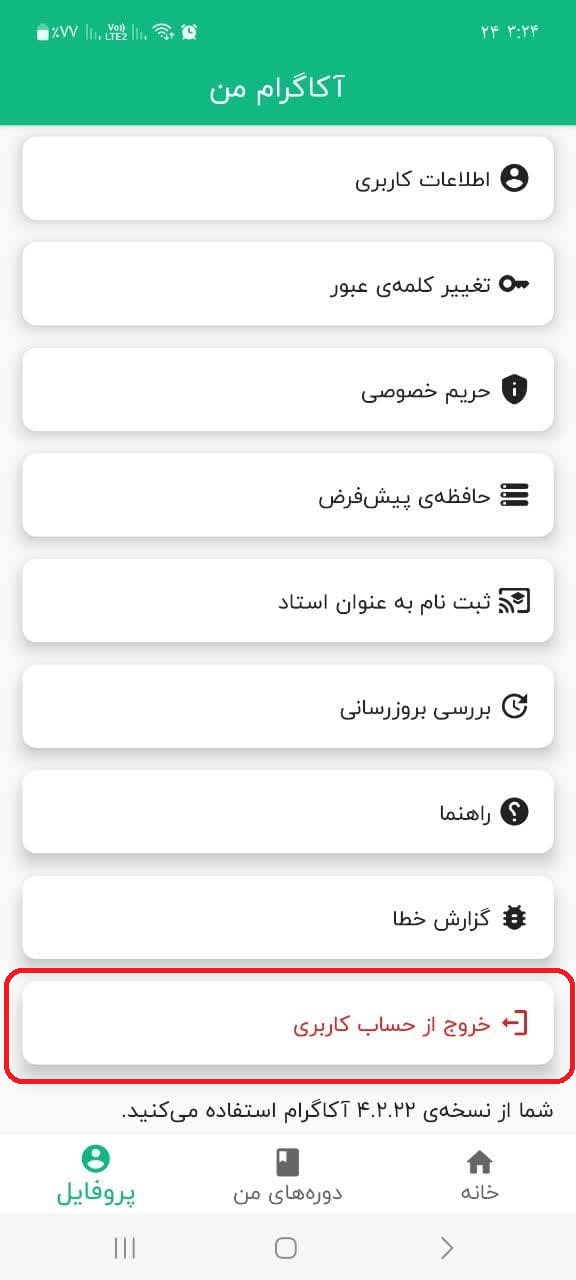 ۳:۲۴ ۲۴ Vo)) LTE2 ٪۷۷
آکاگرام من
اطلاعات کاربری
تغییر کلمه‌ی عبور
حریم خصوصی
حافظه‌ی پیش‌فرض
ثبت نام به عنوان استاد
بررسی بروزرسانی
راهنما
گزارش خطا
خروج از حساب کاربری
شما از نسخه‌ی ۴.۲.۲۲ آکاگرام استفاده می‌کنید.
خانه دوره‌های من پروفایل